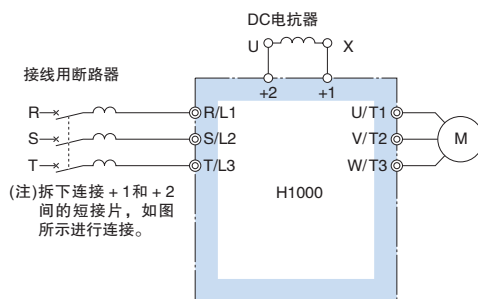 DC电抗器
U X
接线用断路器
+2 +1
R R/L1 U/T1
S S/L2 V/T2 M
T T/L3 W/T3
(注)拆下连接 + 1和 + 2
间的短接片，如图
所示进行连接。
H1000